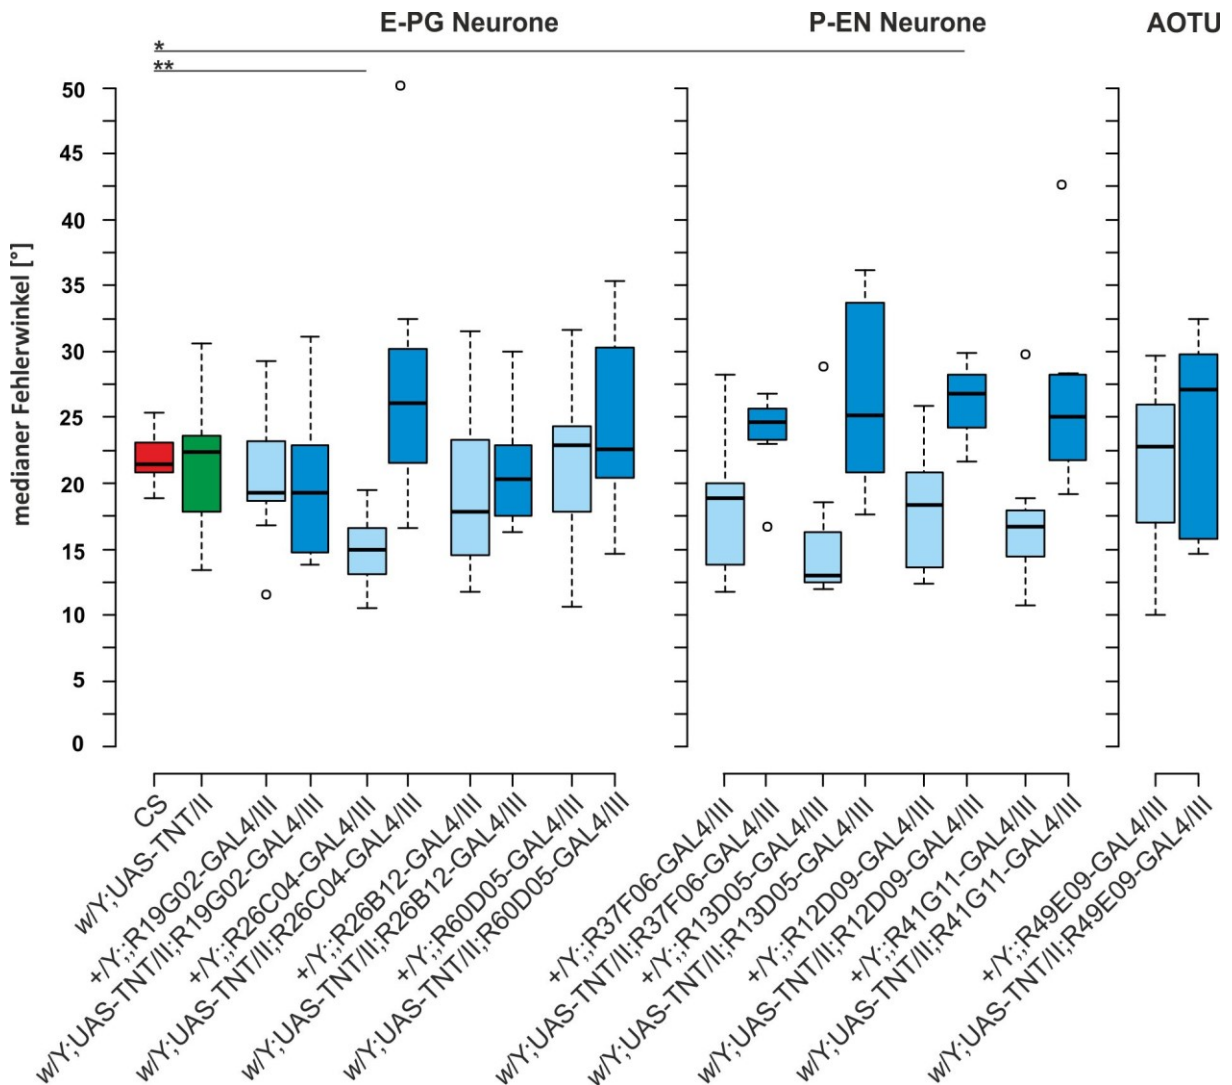 E-PG Neurone
P-EN Neurone
AOTU
*
**
medianer Fehlerwinkel [°]
50
45
40
35
30
25
20
15
10
5
0
CS
w/Y;UAS-TNT/II
+/Y;;R19G02-GAL4/III
w/Y;UAS-TNT/II;R19G02-GAL4/III
+/Y;;R26C04-GAL4/III
w/Y;UAS-TNT/II;R26C04-GAL4/III
+/Y;;R26B12-GAL4/III
w/Y;UAS-TNT/II;R26B12-GAL4/III
+/Y;;R60D05-GAL4/III
w/Y;UAS-TNT/II;R60D05-GAL4/III
+/Y;;R37F06-GAL4/III
w/Y;UAS-TNT/II;R37F06-GAL4/III
+/Y;;R13D05-GAL4/III
w/Y;UAS-TNT/II;R13D05-GAL4/III
+/Y;;R12D09-GAL4/III
w/Y;UAS-TNT/II;R12D09-GAL4/III
+/Y;;R41G11-GAL4/III
w/Y;UAS-TNT/II;R41G11-GAL4/III
+/Y;;R49E09-GAL4/III
w/Y;UAS-TNT/II;R49E09-GAL4/III